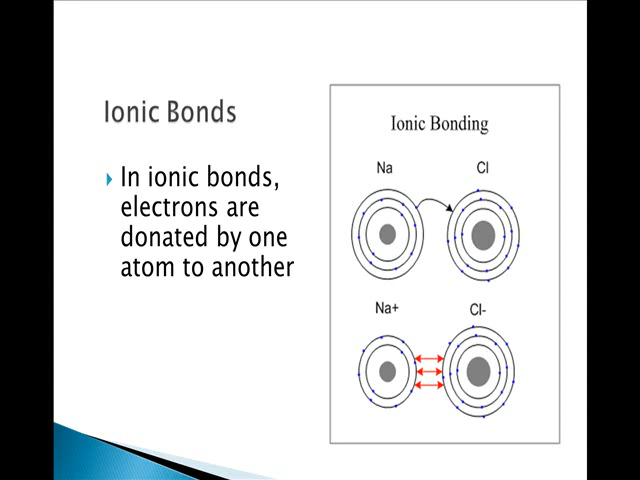 Ionic Bonds
In ionic bonds,
electrons are
donated by one
atom to another
Ionic Bonding
Na Cl
Na+ Cl-